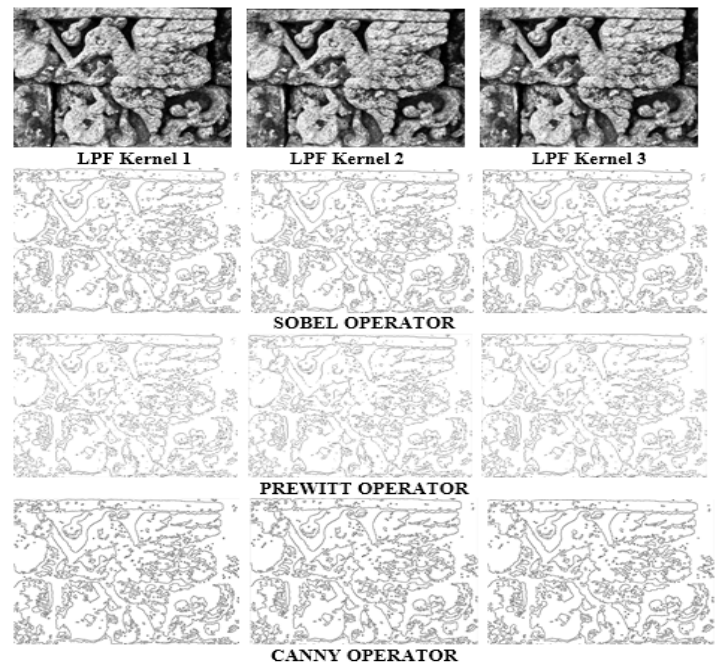 LPF Kernel 1 LPF Kernel 2 LPF Kernel 3
SOBEL OPERATOR
PREWITT OPERATOR
CANNY OPERATOR